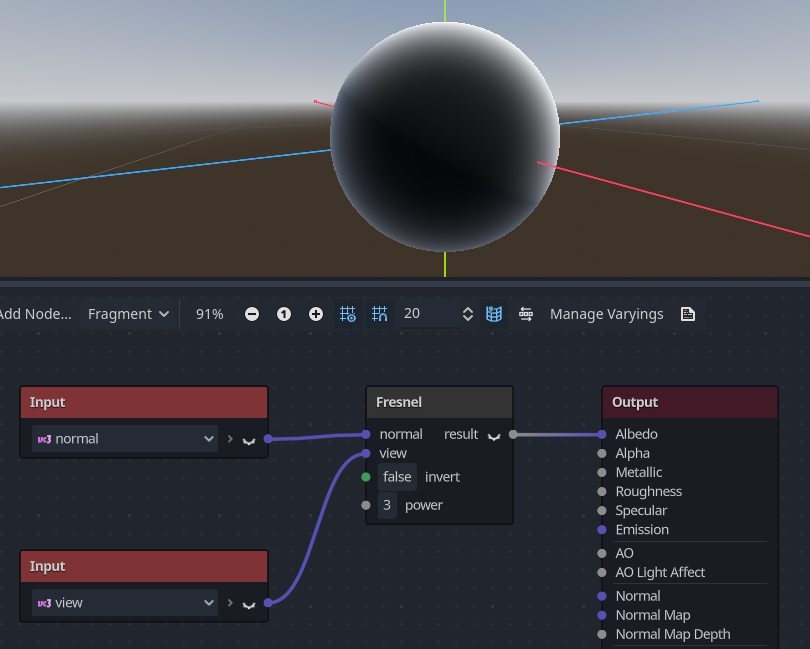 Add Node... Fragment 91% 1 20 Manage Varyings
Input
normal
Fresnel
normal result
view
false invert
3 power
Output
Albedo
Alpha
Metallic
Roughness
Specular
Emission
AO
AO Light Affect
Normal
Normal Map
Normal Map Depth
Input
view